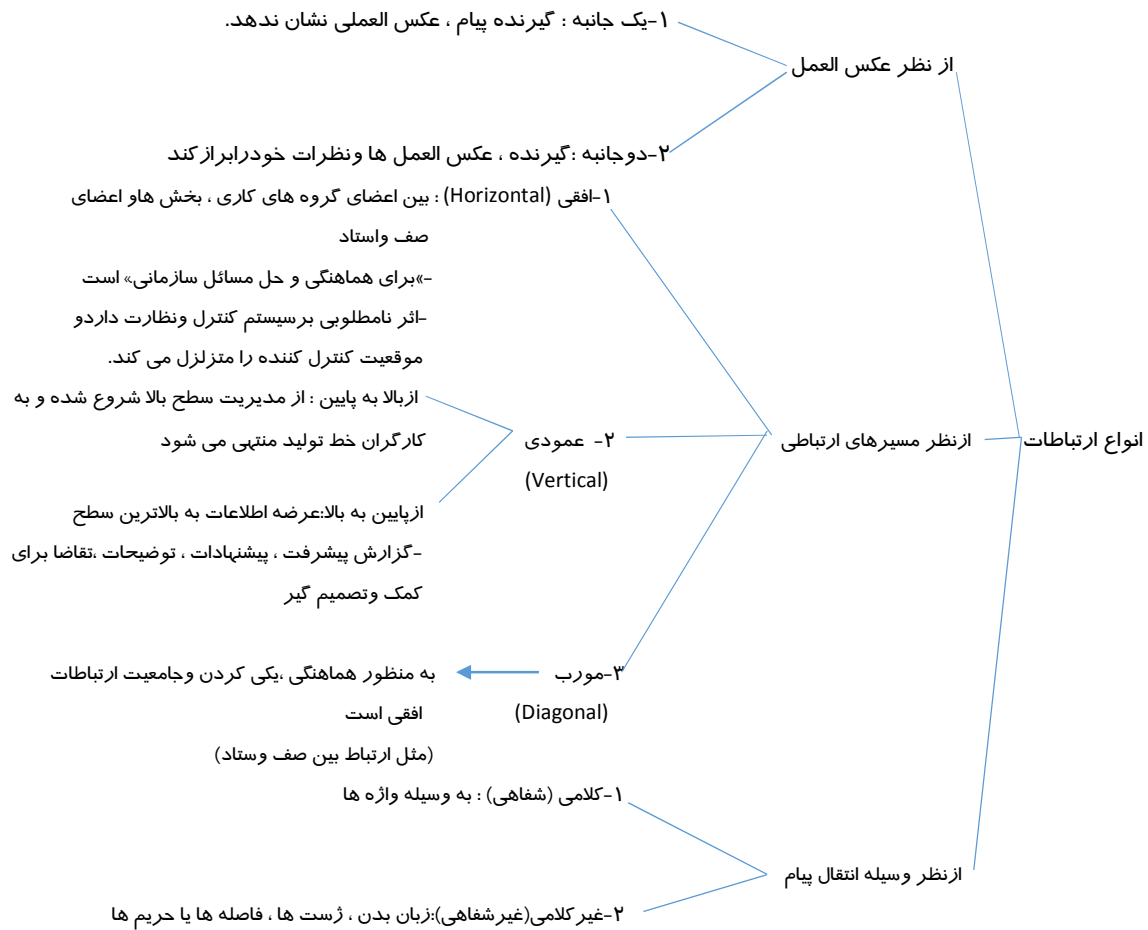 انواع ارتباطات
از نظر عکس العمل
۱-یک جانبه : گیرنده پیام ، عکس العملی نشان ندهد.
۲-دوجانبه :گیرنده ، عکس العمل ها ونظرات خودرابرازکند
ازنظر مسیرهای ارتباطی
۱-افقی (Horizontal) : بین اعضای گروه های کاری ، بخش هاو اعضای
صف واستاد
-»برای هماهنگی و حل مسائل سازمانی» است
-اثر نامطلوبی برسیستم کنترل ونظارت داردو
موقعیت کنترل کننده را متزلزل می کند.
۲- عمودی
(Vertical)
ازبالا به پایین : از مدیریت سطح بالا شروع شده و به
کارگران خط تولید منتهی می شود
ازپایین به بالا:عرضه اطلاعات به بالاترین سطح
-گزارش پیشرفت ، پیشنهادات ، توضیحات ،تقاضا برای
کمک وتصمیم گیر
۳-مورب
(Diagonal)
به منظور هماهنگی ،یکی کردن وجامعیت ارتباطات
افقی است
(مثل ارتباط بین صف وستاد)
ازنظر وسیله انتقال پیام
۱-کلامی (شفاهی) : به وسیله واژه ها
۲-غیرکلامی(غیرشفاهی):زبان بدن ، ژست ها ، فاصله ها یا حریم ها